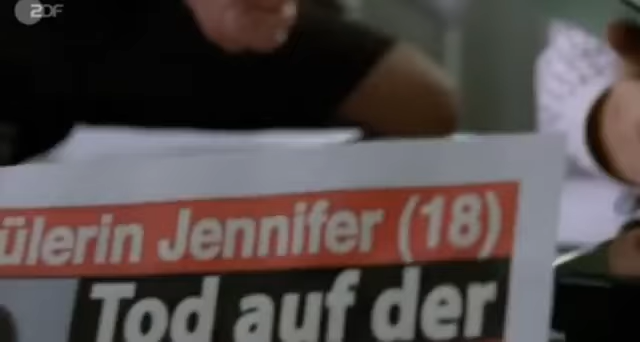 ZDF
ülerin Jennifer (18)
Tod auf der